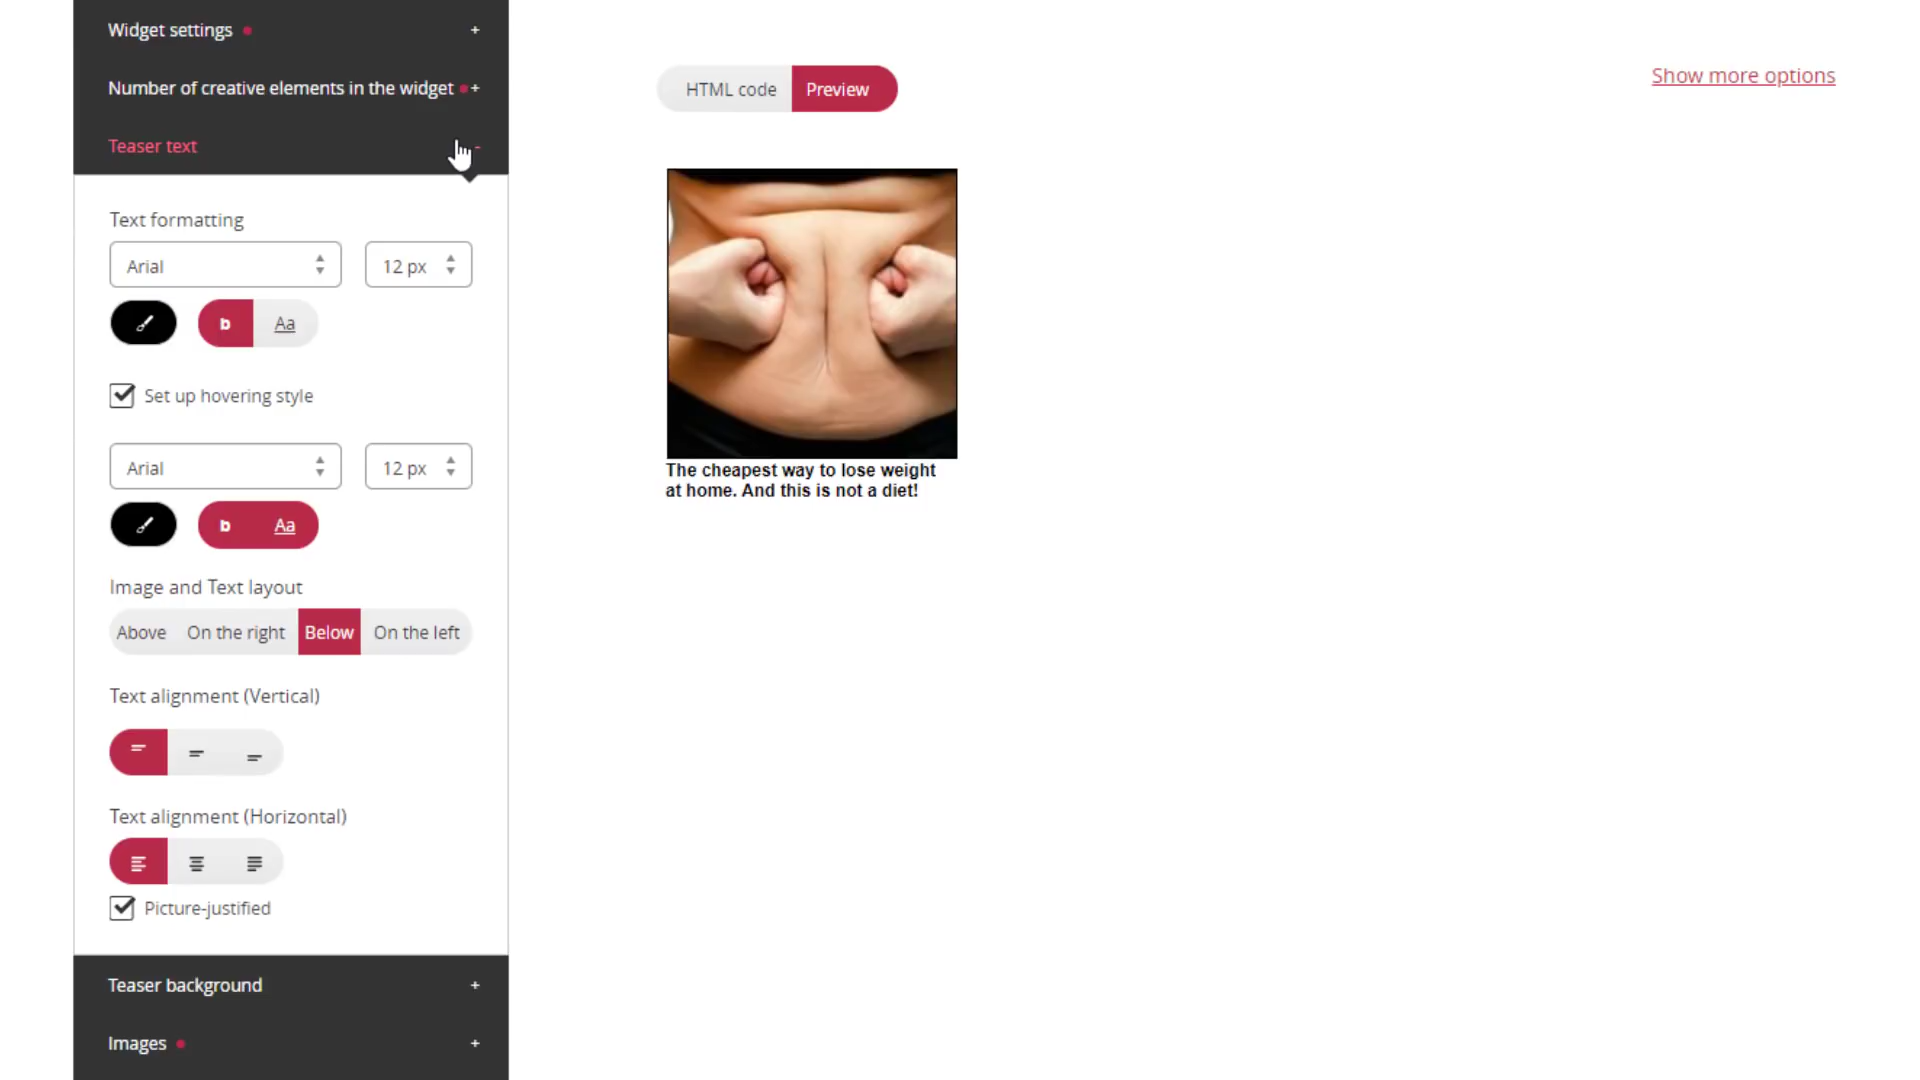 Widget settings +
Number of creative elements in the widget +
Teaser text -
Text formatting
Arial 12 px
b Aa
Set up hovering style
Arial 12 px
b Aa
Image and Text layout
Above On the right Below On the left
Text alignment (Vertical)
Text alignment (Horizontal)
Picture-justified
Teaser background +
Images +
HTML code Preview
Show more options
The cheapest way to lose weight
at home. And this is not a diet!